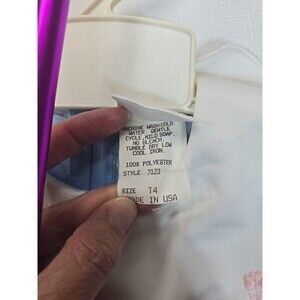 MACHINE WASH COLD
WATER, GENTLE
CYCLE, MILD SOAP.
NO BLEACH.
TUMBLE DRY LOW
COOL IRON.
100% POLYESTER
STYLE 7123
SIZE T4
MADE IN USA